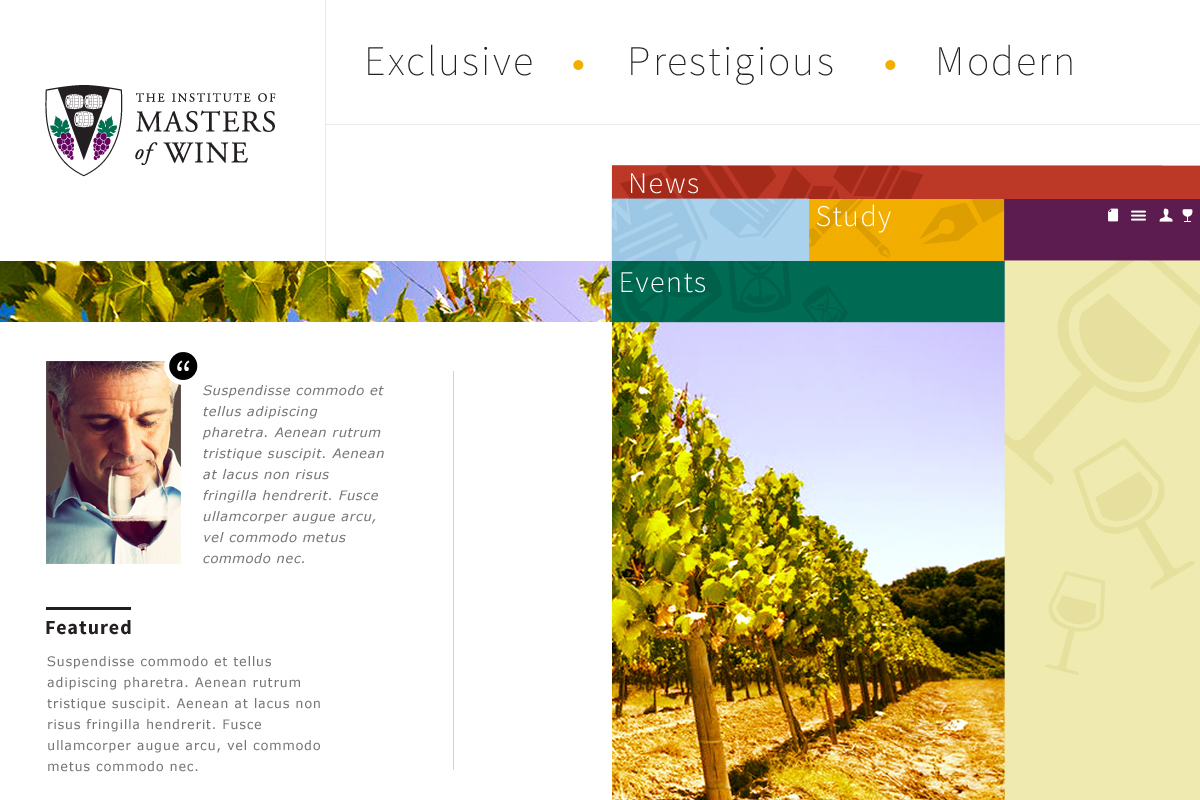 Exclusive • Prestigious • Modern
THE INSTITUTE OF
MASTERS
of WINE
News
Study
Events
“
Suspendisse commodo et
tellus adipiscing
pharetra. Aenean rutrum
tristique suscipit. Aenean
at lacus non risus
fringilla hendrerit. Fusce
ullamcorper augue arcu,
vel commodo metus
commodo nec.
Featured
Suspendisse commodo et tellus
adipiscing pharetra. Aenean rutrum
tristique suscipit. Aenean at lacus non
risus fringilla hendrerit. Fusce
ullamcorper augue arcu, vel commodo
metus commodo nec.